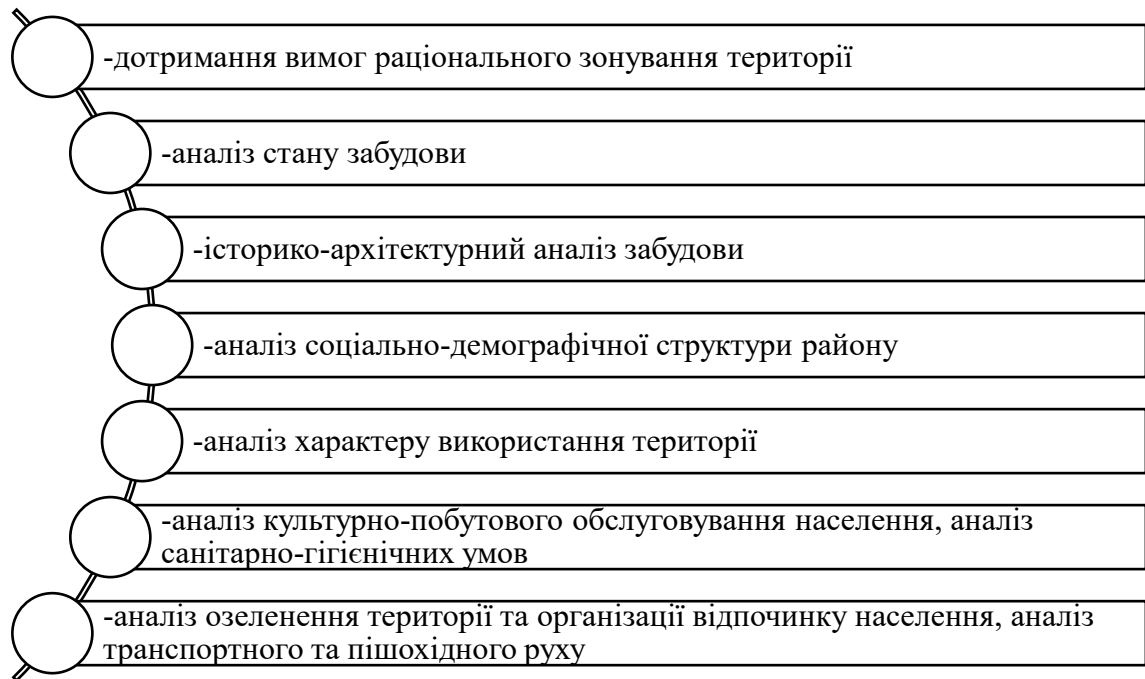 -дотримання вимог раціонального зонування території
-аналіз стану забудови
-історико-архітектурний аналіз забудови
-аналіз соціально-демографічної структури району
-аналіз характеру використання території
-аналіз культурно-побутового обслуговування населення, аналіз
санітарно-гігієнічних умов
-аналіз озеленення території та організації відпочинку населення, аналіз
транспортного та пішохідного руху